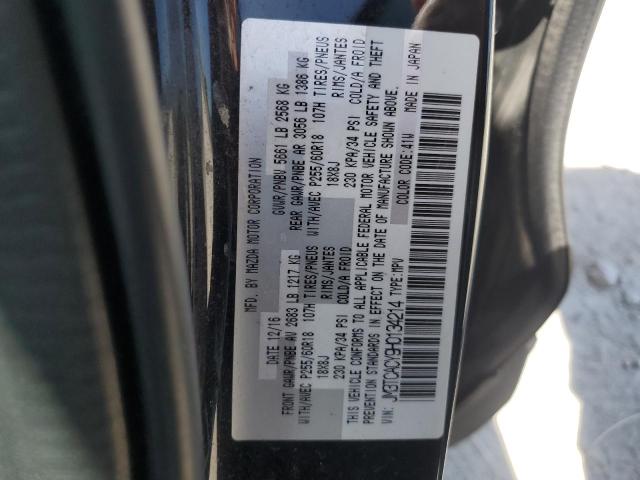 MFD. BY MAZDA MOTOR CORPORATION
DATE 12/16 GVWR/PNBV 5661 LB 2568 KG
FRONT GAWR/PNBE AV 2683 LB 1217 KG REAR GAWR/PNBE AR 3056 LB 1386 KG
WITH/AVEC P255/60R18 107H TIRES/PNEUS WITH/AVEC P255/60R18 107H TIRES/PNEUS
18X8J RIMS/JANTES 18X8J RIMS/JANTES
230 KPA/34 PSI COLD/A FROID 230 KPA/34 PSI COLD/A FROID
THIS VEHICLE CONFORMS TO ALL APPLICABLE FEDERAL MOTOR VEHICLE SAFETY AND THEFT
PREVENTION STANDARDS IN EFFECT ON THE DATE OF MANUFACTURE SHOWN ABOVE.
VIN: JM3TCACY9H0134214 TYPE:MPV COLOR CODE:41W MADE IN JAPAN